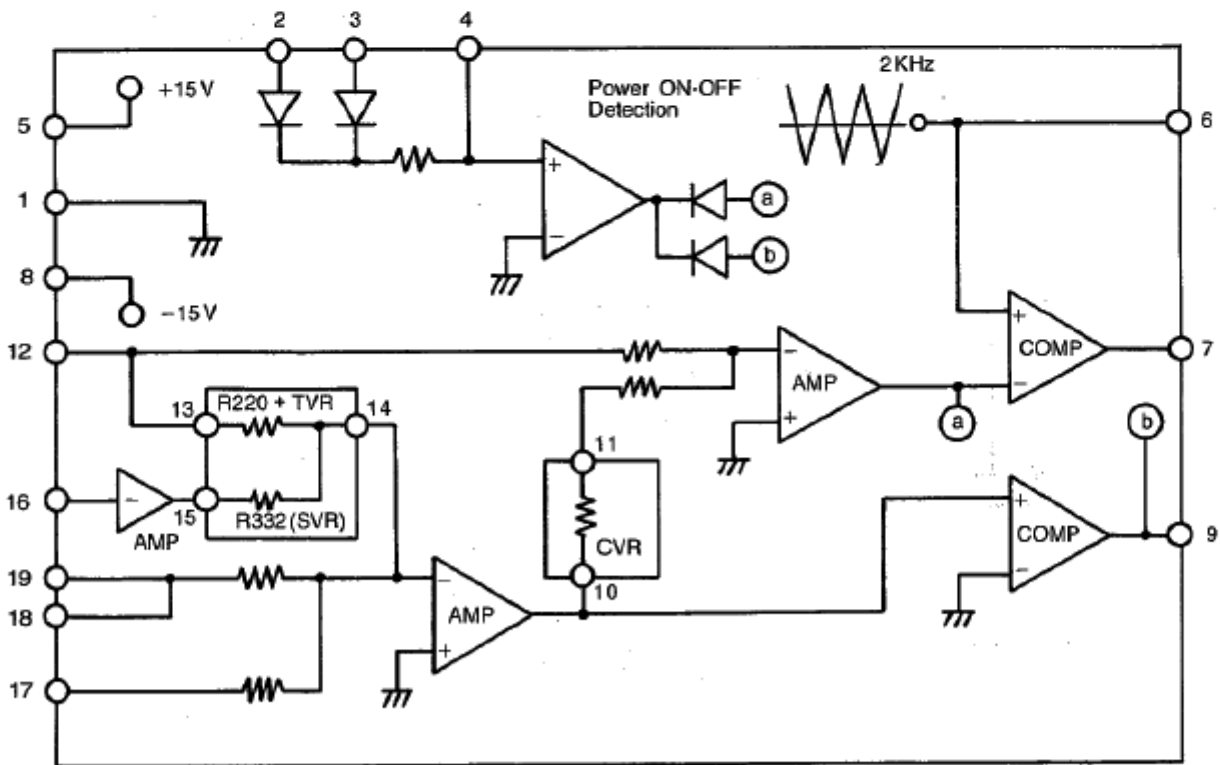 2 3 4
2KHz
+15V
Power ON-OFF
Detection
5
6
+
1
a
−
8
b
−15V
12
+
−
COMP
7
AMP
−
R220 + TVR
13
14
+
a
b
11
16
−
+
15
R332 (SVR)
COMP
9
AMP
CVR
19
−
−
10
18
AMP
+
17